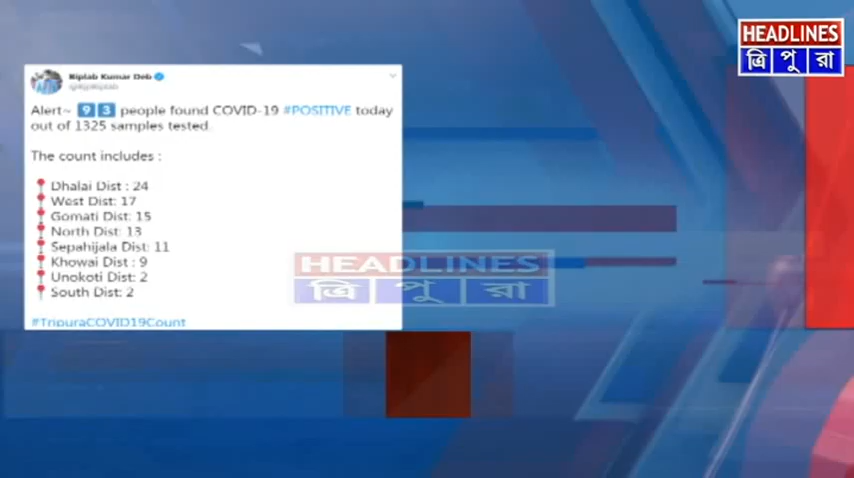 HEADLINES
ত্রি পু রা
Biplab Kumar Deb
@BjpBiplab
Alert~ 93 people found COVID-19 #POSITIVE today
out of 1325 samples tested.
The count includes :
Dhalai Dist : 24
West Dist: 17
Gomati Dist: 15
North Dist: 13
Sepahijala Dist: 11
Khowai Dist : 9
Unokoti Dist: 2
South Dist: 2
#TripuraCOVID19Count
HEADLINES
ত্রি পু রা